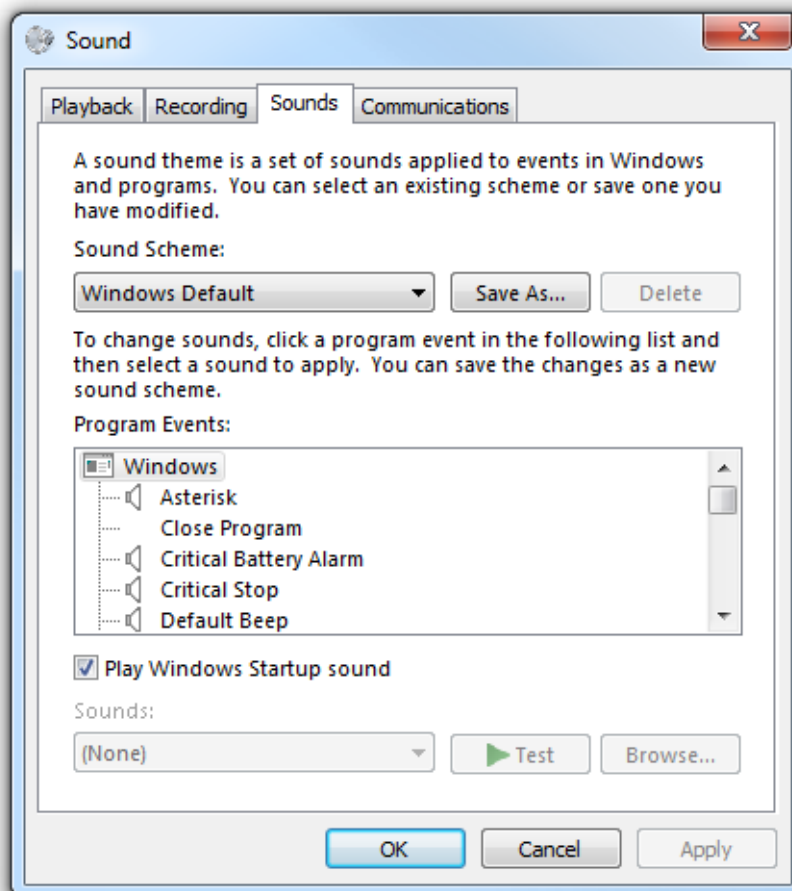 Sound
Playback Recording Sounds Communications
A sound theme is a set of sounds applied to events in Windows
and programs. You can select an existing scheme or save one you
have modified.
Sound Scheme:
Windows Default Save As... Delete
To change sounds, click a program event in the following list and
then select a sound to apply. You can save the changes as a new
sound scheme.
Program Events:
Windows
Asterisk
Close Program
Critical Battery Alarm
Critical Stop
Default Beep
Play Windows Startup sound
Sounds:
(None) Test Browse...
OK Cancel Apply